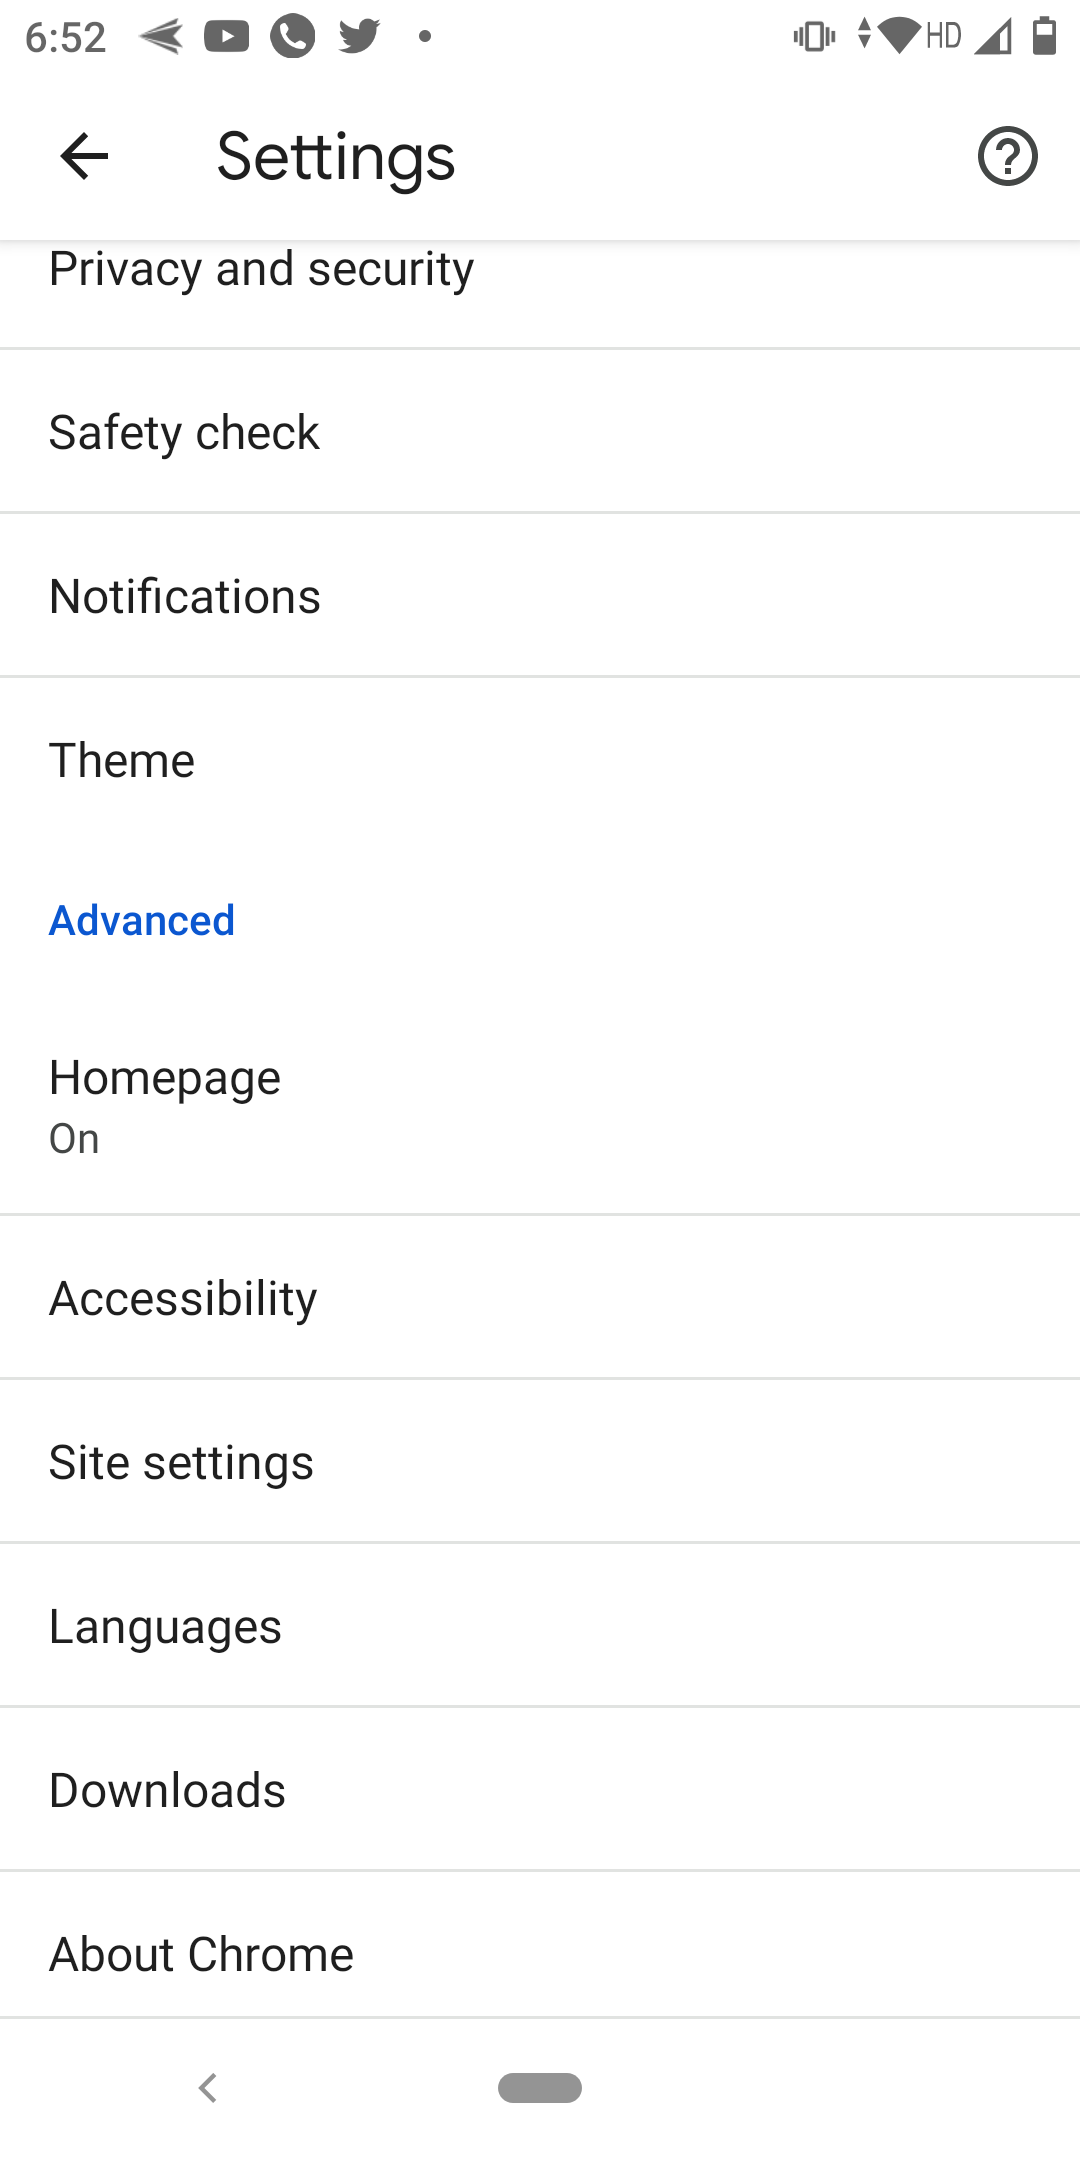 6:52
HD
Settings
Privacy and security
Safety check
Notifications
Theme
Advanced
Homepage
On
Accessibility
Site settings
Languages
Downloads
About Chrome